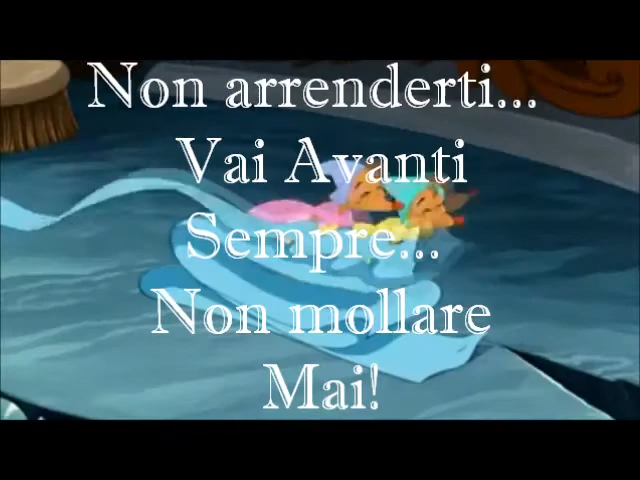 Non arrenderti...
Vai Avanti
Sempre...
Non mollare
Mai!